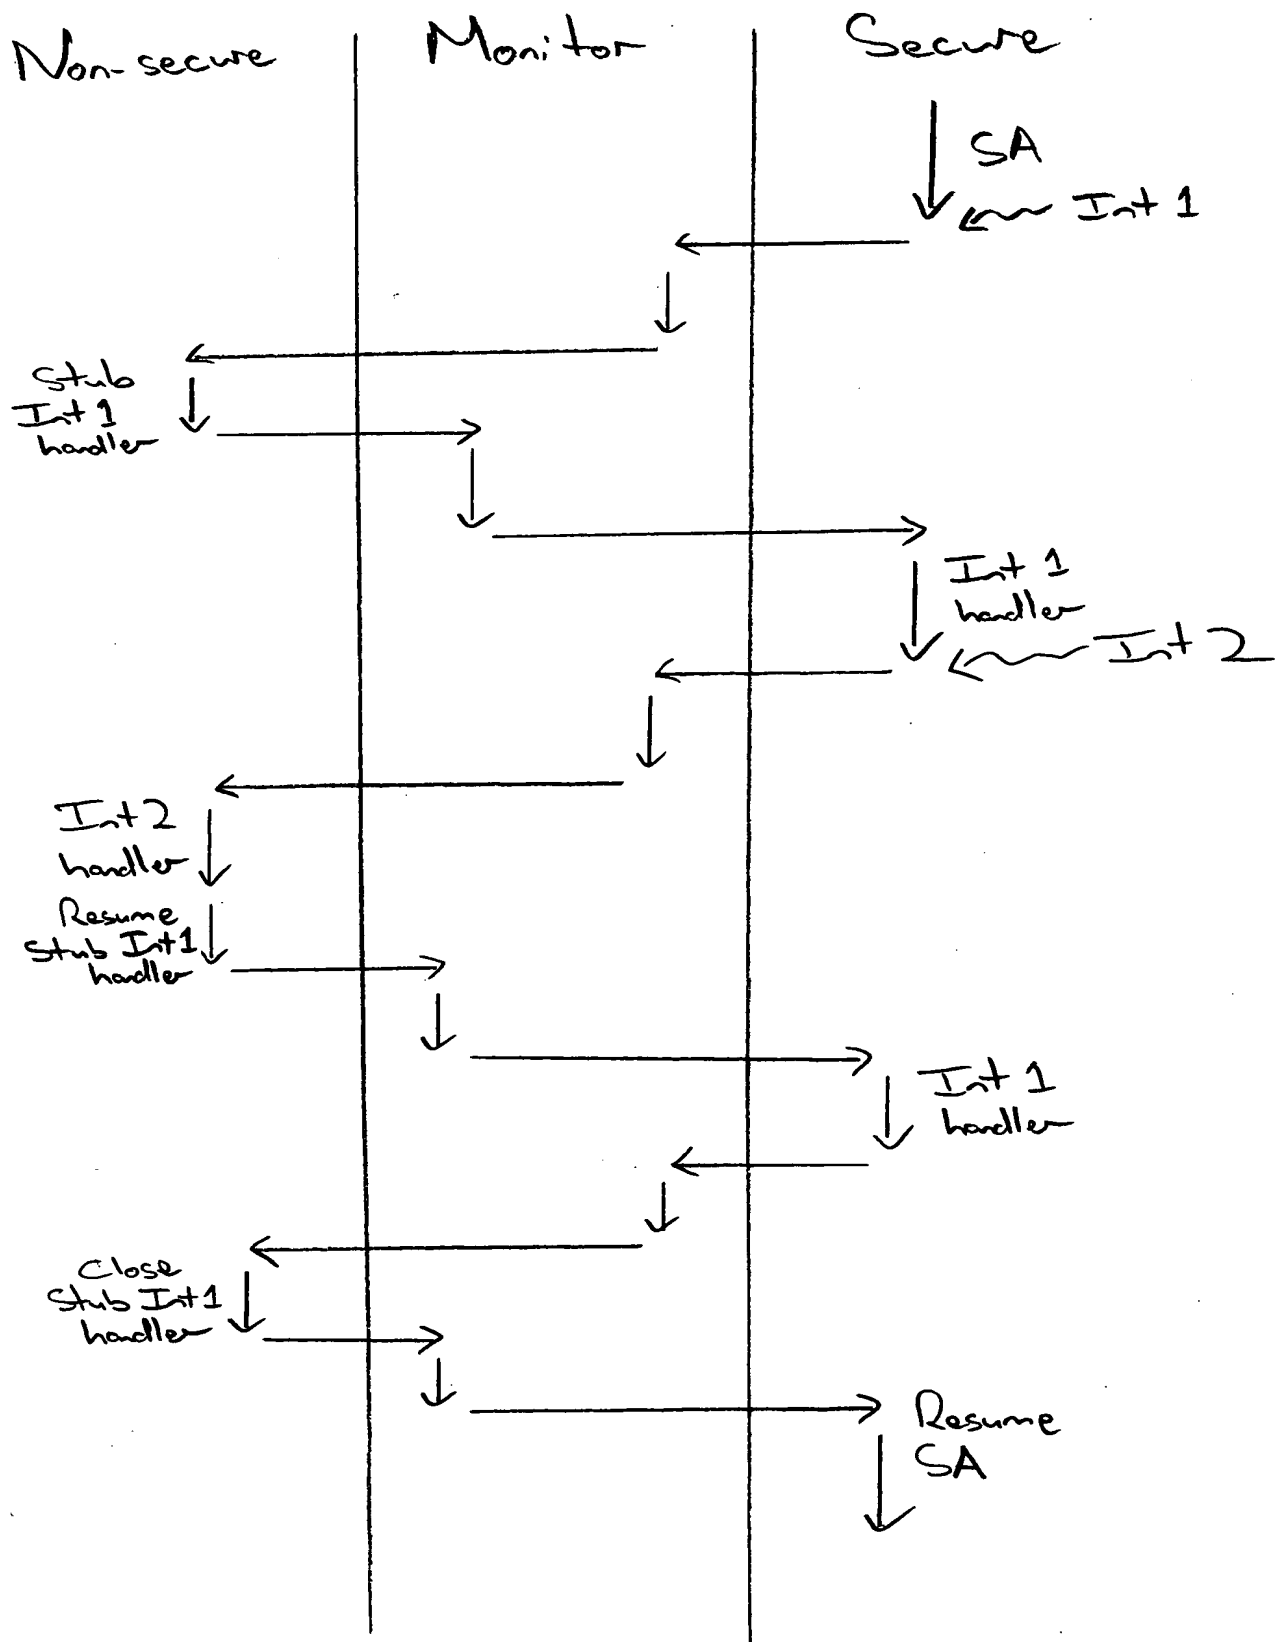 Non-secure
Monitor
Secure
SA
Int 1
Stub
Int 1
handler
Int 1
handler
Int 2
Int 2
handler
Resume
Stub Int 1
handler
Int 1
handler
Close
Stub Int 1
handler
Resume
SA